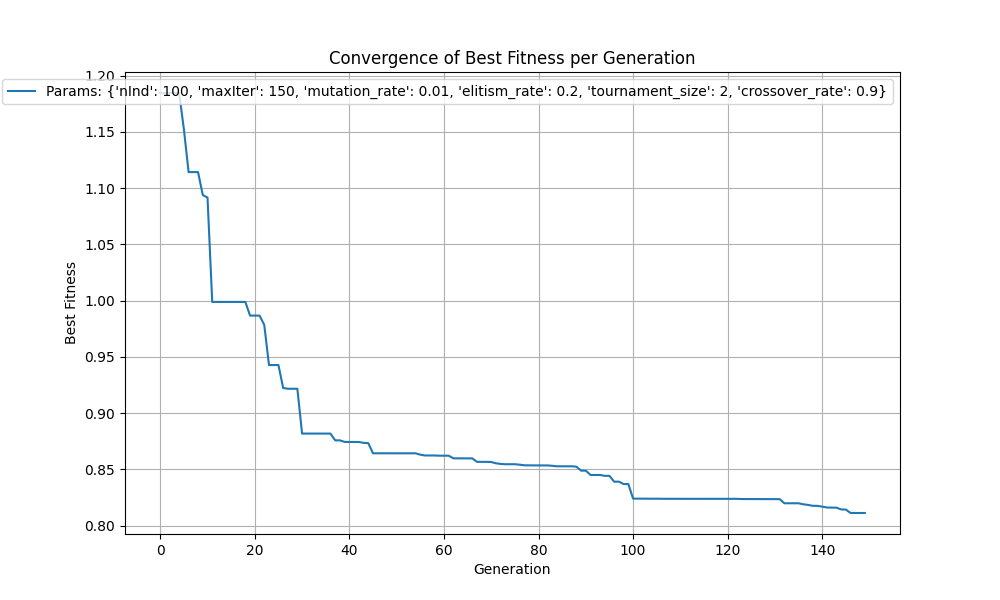 Convergence of Best Fitness per Generation
Params: {'nInd': 100, 'maxIter': 150, 'mutation_rate': 0.01, 'elitism_rate': 0.2, 'tournament_size': 2, 'crossover_rate': 0.9}
Best Fitness
1.20
1.15
1.10
1.05
1.00
0.95
0.90
0.85
0.80
0 20 40 60 80 100 120 140
Generation